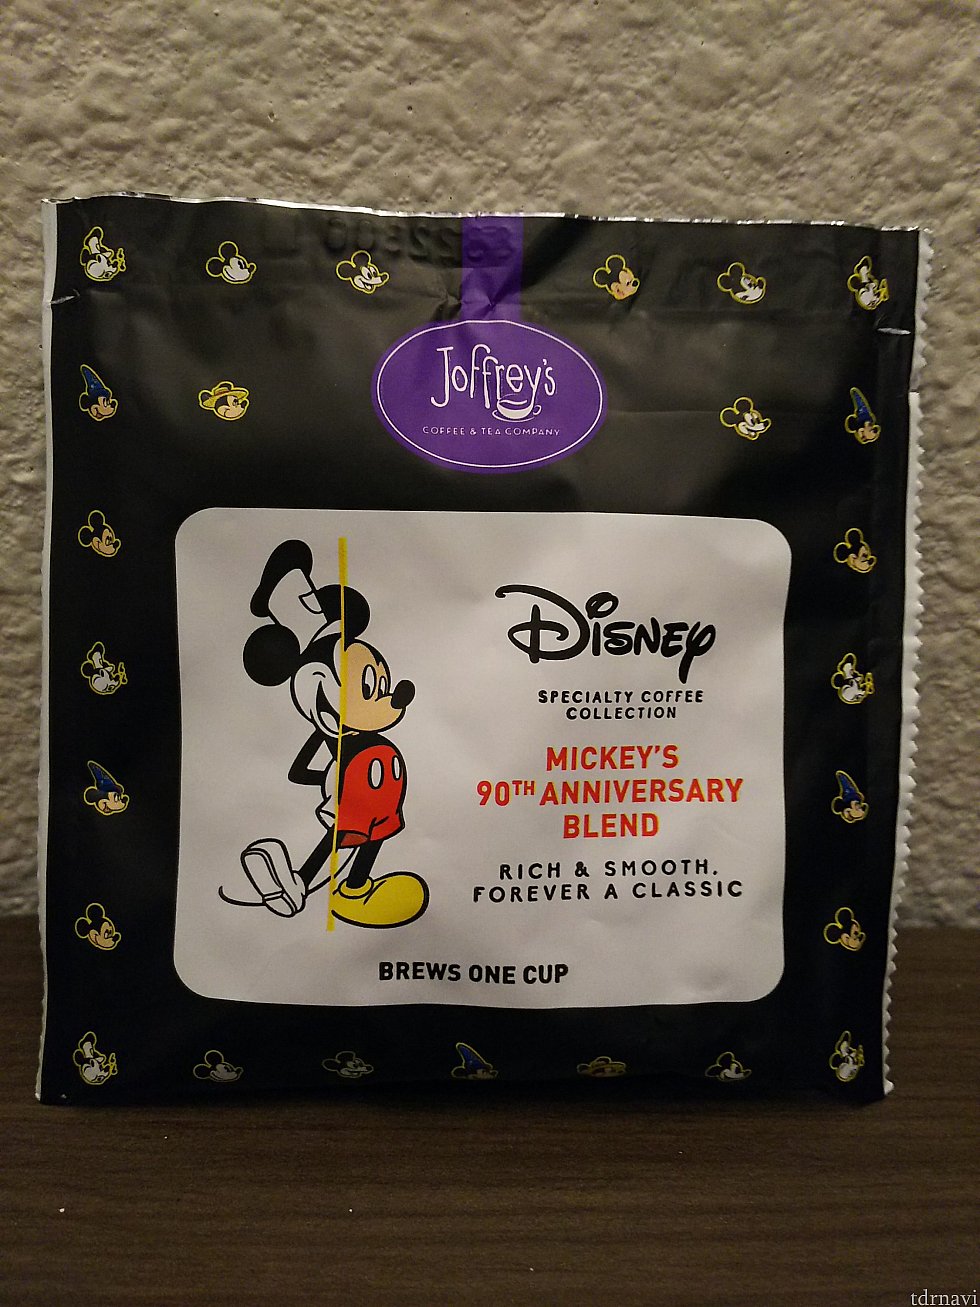 Joffrey's
COFFEE & TEA COMPANY
Disney
SPECIALTY COFFEE
COLLECTION
MICKEY'S
90TH ANNIVERSARY
BLEND
RICH & SMOOTH.
FOREVER A CLASSIC
BREWS ONE CUP
tdrnavi